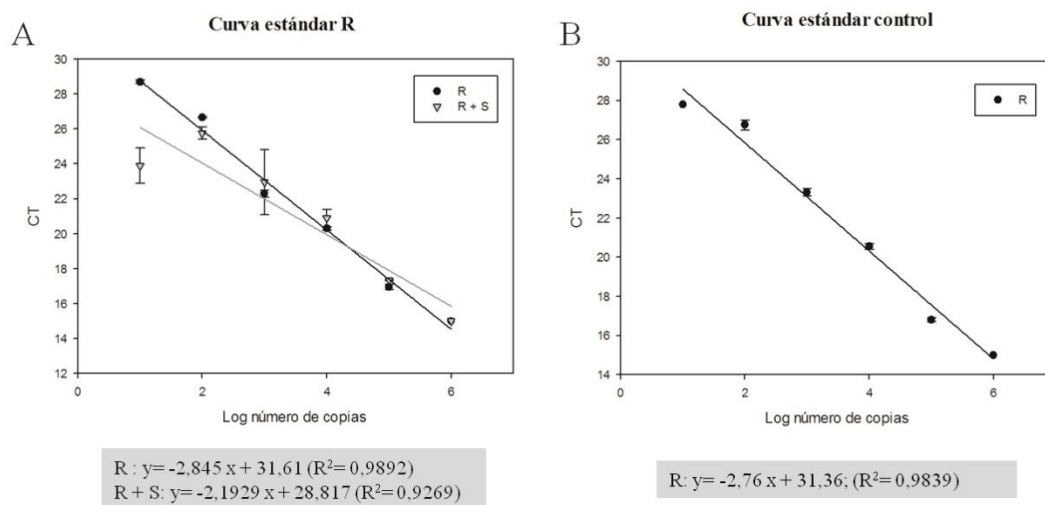 A
Curva estándar R
30
28
26
24
22
20
18
16
14
12
CT
0
2
4
6
Log número de copias
R
R + S
R : y= -2,845 x + 31,61 (R²= 0,9892)
R + S: y= -2,1929 x + 28,817 (R²= 0,9269)
B
Curva estándar control
30
28
26
24
22
20
18
16
14
CT
0
2
4
6
Log número de copias
R
R: y= -2,76 x + 31,36; (R²= 0,9839)